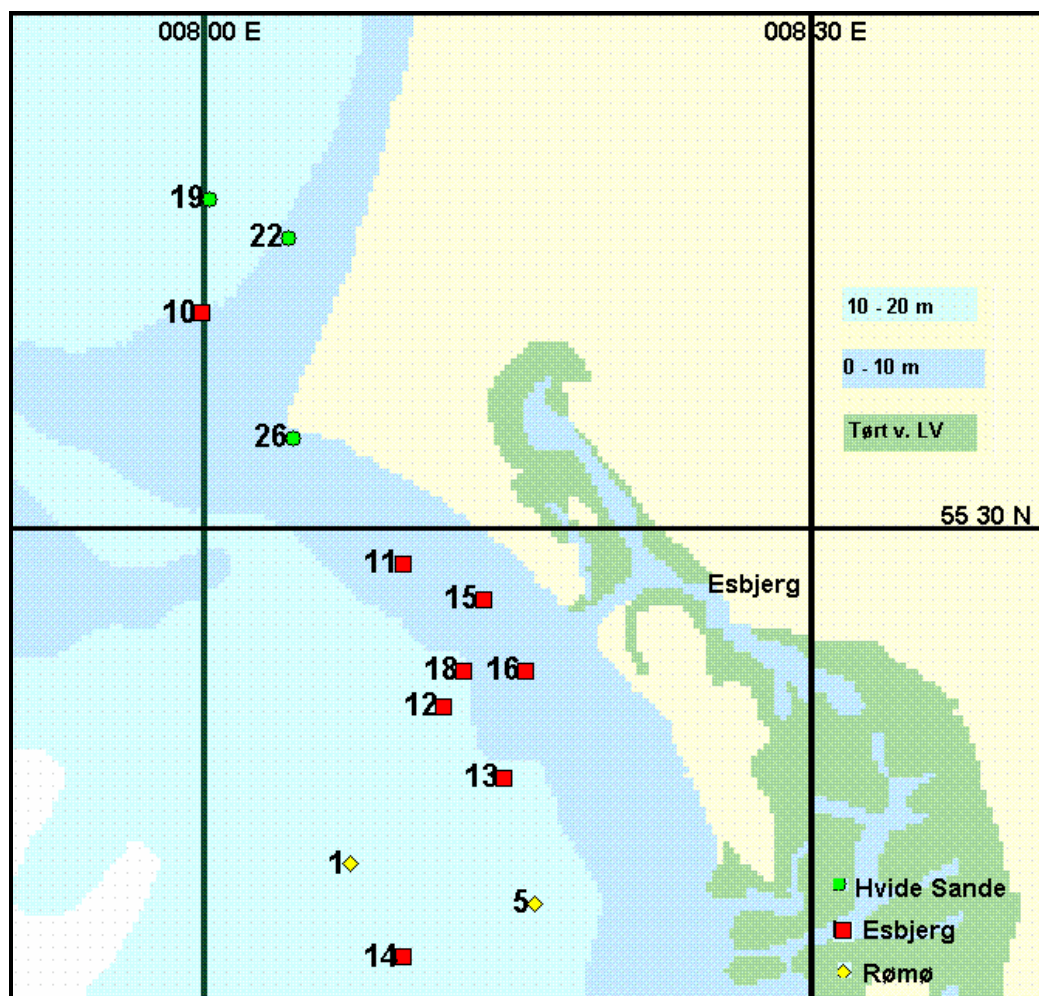 008 00 E
008 30 E
19
22
10
10 - 20 m
0 - 10 m
Tørt v. LV
26
55 30 N
11
15
Esbjerg
18
16
12
13
1
5
14
Hvide Sande
Esbjerg
Rømø